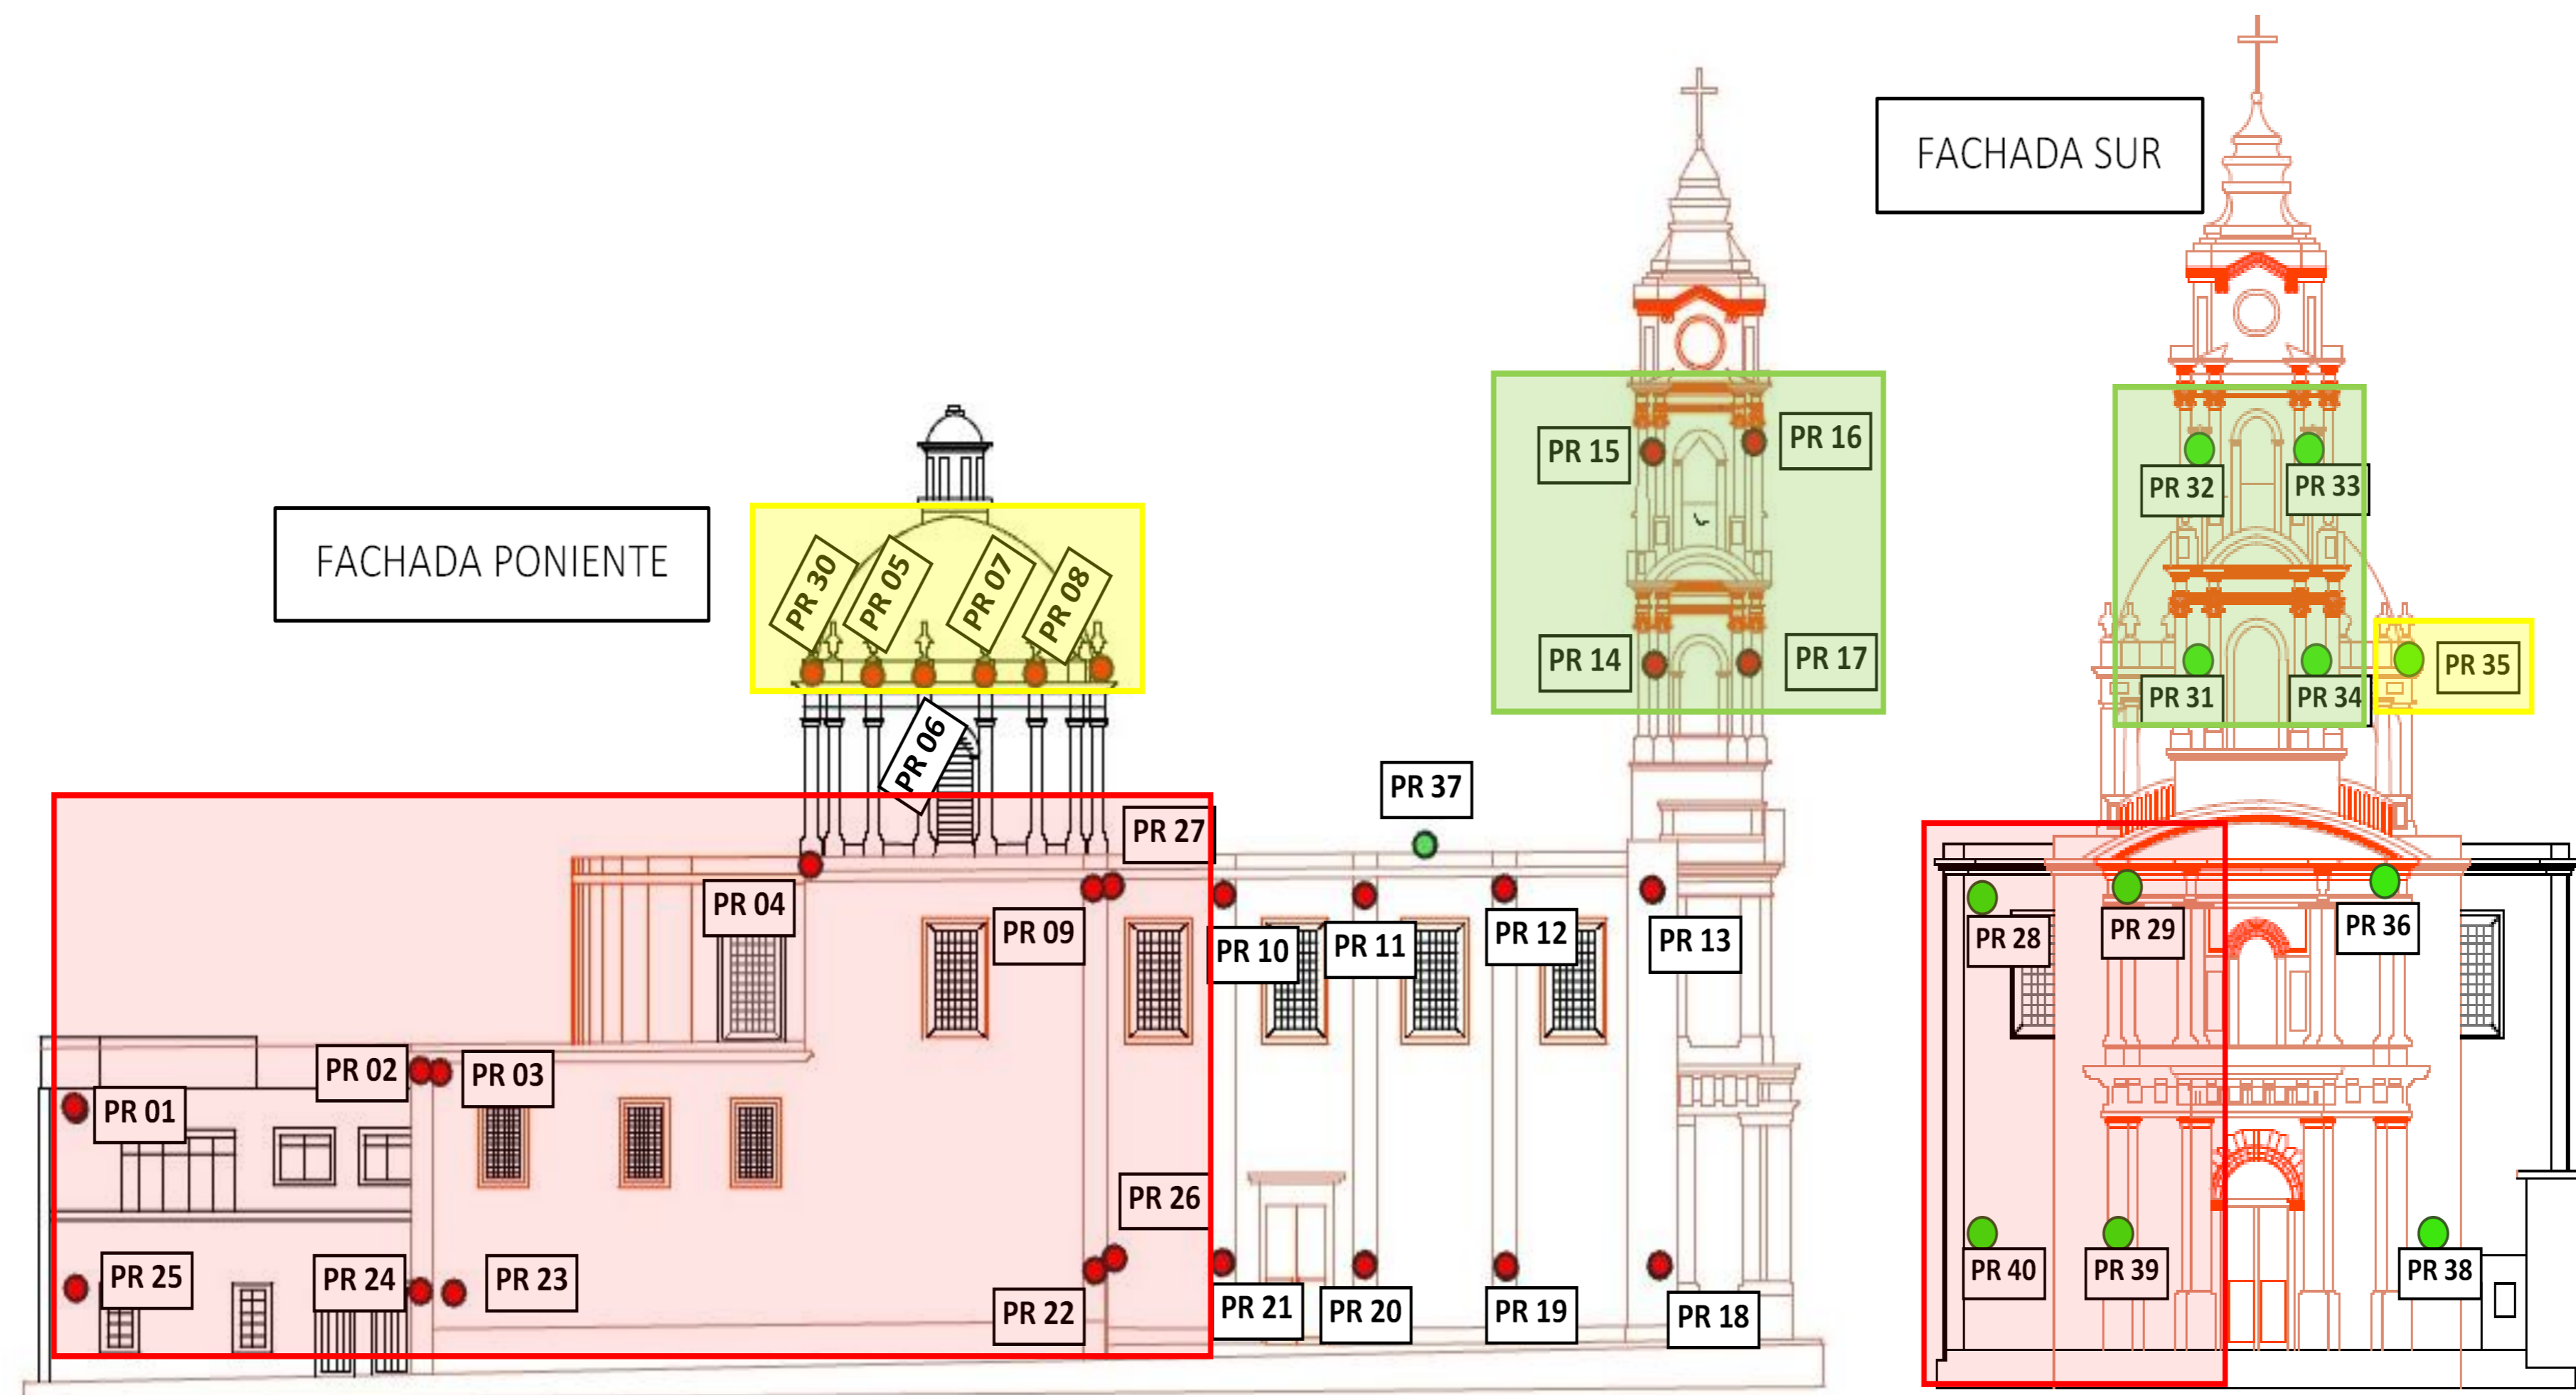 FACHADA SUR
FACHADA PONIENTE
PR 15
PR 16
PR 32
PR 33
PR 30
PR 05
PR 07
PR 08
PR 14
PR 17
PR 31
PR 34
PR 35
PR 06
PR 37
PR 27
PR 04
PR 09
PR 10
PR 11
PR 12
PR 13
PR 28
PR 29
PR 36
PR 02
PR 03
PR 01
PR 26
PR 25
PR 24
PR 23
PR 22
PR 21
PR 20
PR 19
PR 18
PR 40
PR 39
PR 38